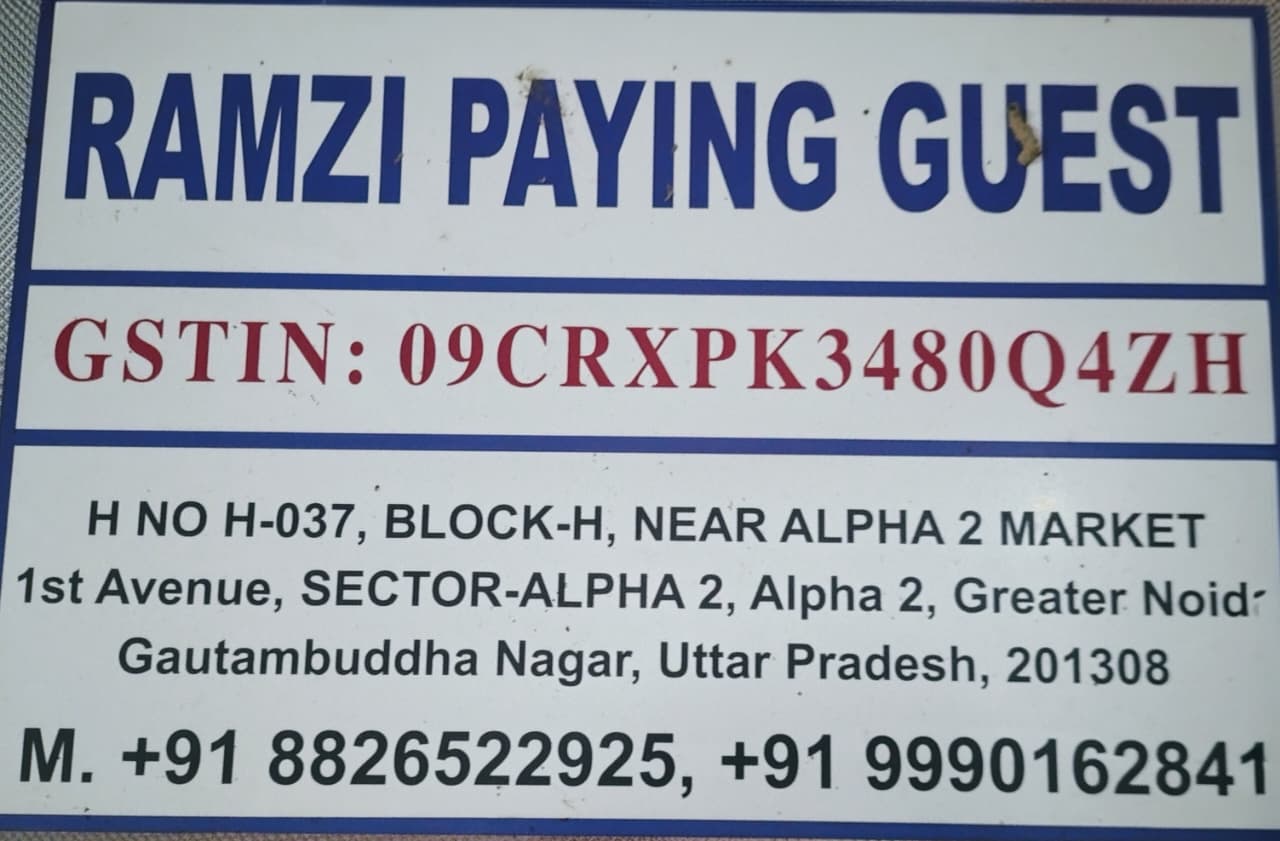 RAMZI PAYING GUEST
GSTIN: 09CRXPK3480Q4ZH
H NO H-037, BLOCK-H, NEAR ALPHA 2 MARKET
1st Avenue, SECTOR-ALPHA 2, Alpha 2, Greater Noid
Gautambuddha Nagar, Uttar Pradesh, 201308
M. +91 8826522925, +91 9990162841